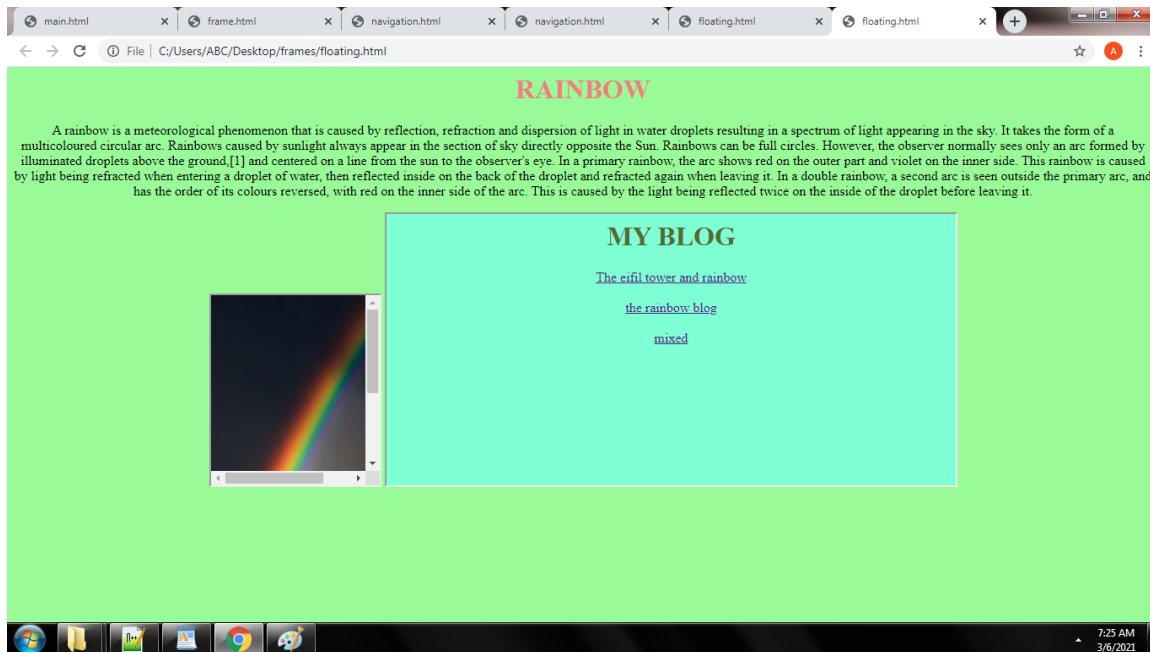 main.html
frame.html
navigation.html
navigation.html
floating.html
floating.html
File | C:/Users/ABC/Desktop/frames/floating.html
A
RAINBOW
A rainbow is a meteorological phenomenon that is caused by reflection, refraction and dispersion of light in water droplets resulting in a spectrum of light appearing in the sky. It takes the form of a
multicoloured circular arc. Rainbows caused by sunlight always appear in the section of sky directly opposite the Sun. Rainbows can be full circles. However, the observer normally sees only an arc formed by
illuminated droplets above the ground,[1] and centered on a line from the sun to the observer's eye. In a primary rainbow, the arc shows red on the outer part and violet on the inner side. This rainbow is caused
by light being refracted when entering a droplet of water, then reflected inside on the back of the droplet and refracted again when leaving it. In a double rainbow, a second arc is seen outside the primary arc, and
has the order of its colours reversed, with red on the inner side of the arc. This is caused by the light being reflected twice on the inside of the droplet before leaving it.
MY BLOG
The eifil tower and rainbow
the rainbow blog
mixed
7:25 AM
3/6/2021